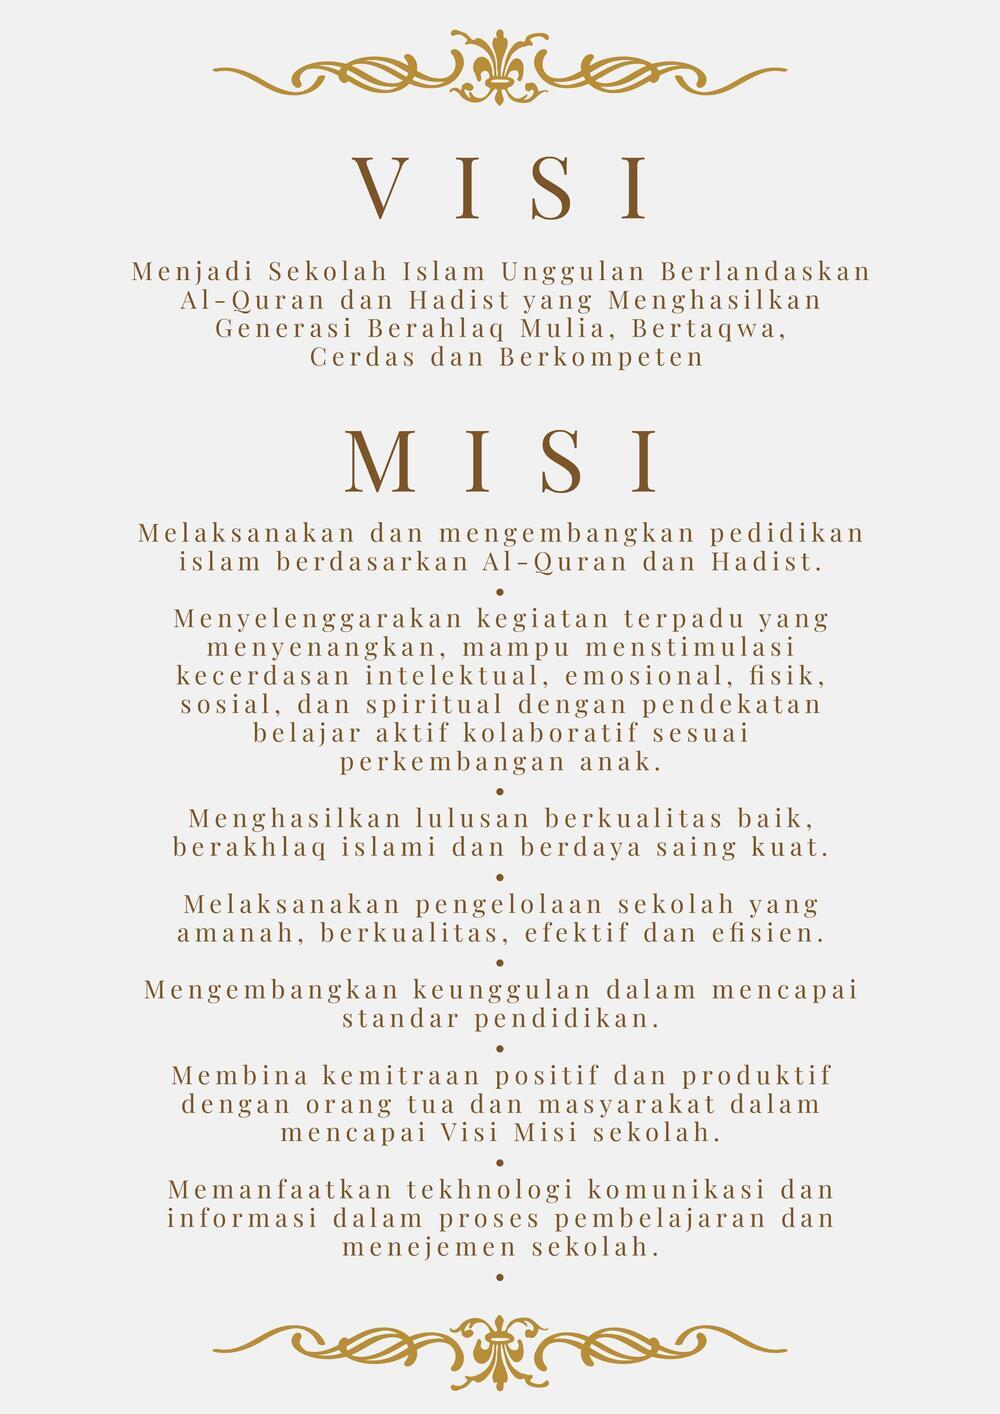 VISI
Menjadi Sekolah Islam Unggulan Berlandaskan
Al-Quran dan Hadist yang Menghasilkan
Generasi Berahlaq Mulia, Bertaqwa,
Cerdas dan Berkompeten
MISI
Melaksanakan dan mengembangkan pedidikan
islam berdasarkan Al-Quran dan Hadist.
•
Menyelenggarakan kegiatan terpadu yang
menyenangkan, mampu menstimulasi
kecerdasan intelektual, emosional, fisik,
sosial, dan spiritual dengan pendekatan
belajar aktif kolaboratif sesuai
perkembangan anak.
•
Menghasilkan lulusan berkualitas baik,
berakhlaq islami dan berdaya saing kuat.
•
Melaksanakan pengelolaan sekolah yang
amanah, berkualitas, efektif dan efisien.
•
Mengembangkan keunggulan dalam mencapai
standar pendidikan.
•
Membina kemitraan positif dan produktif
dengan orang tua dan masyarakat dalam
mencapai Visi Misi sekolah.
•
Memanfaatkan tekhnologi komunikasi dan
informasi dalam proses pembelajaran dan
menejemen sekolah.
•